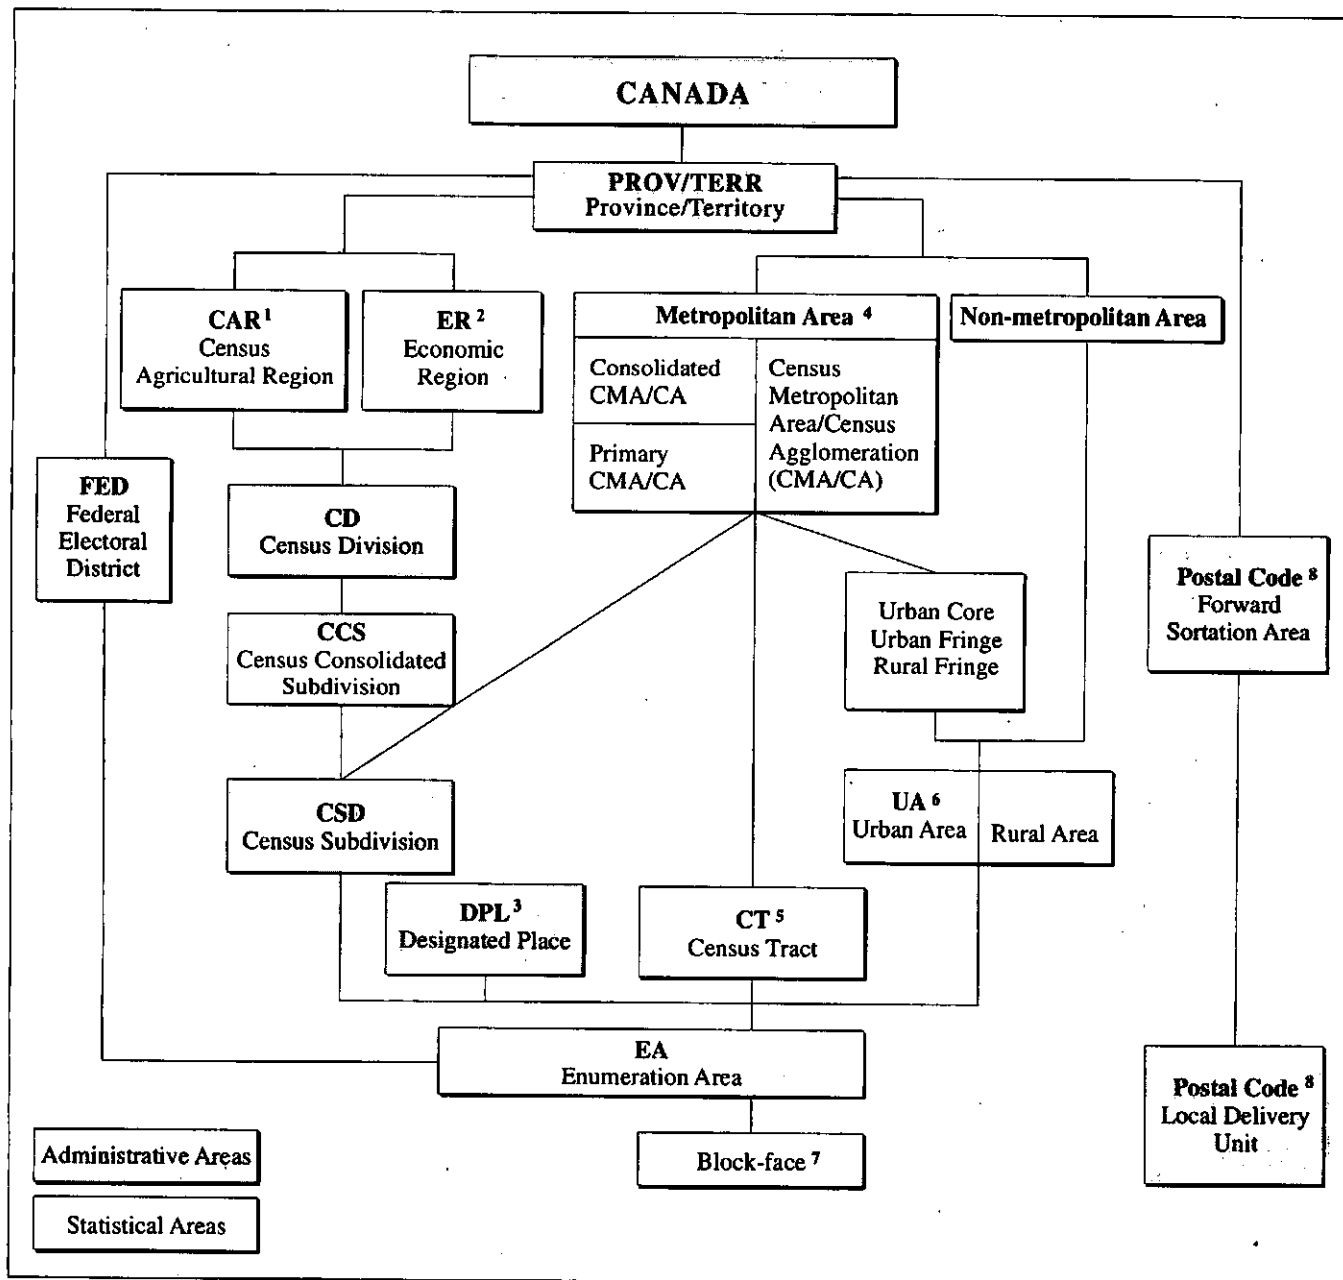 CANADA
PROV/TERR
Province/Territory
CAR 1
Census
Agricultural Region
ER 2
Economic
Region
Metropolitan Area 4
Consolidated
CMA/CA
Primary
CMA/CA
Census
Metropolitan
Area/Census
Agglomeration
(CMA/CA)
Non-metropolitan Area
FED
Federal
Electoral
District
CD
Census Division
CCS
Census Consolidated
Subdivision
Urban Core
Urban Fringe
Rural Fringe
Postal Code 8
Forward
Sortation Area
CSD
Census Subdivision
UA 6
Urban Area
Rural Area
DPL 3
Designated Place
CT 5
Census Tract
EA
Enumeration Area
Block-face 7
Postal Code 8
Local Delivery
Unit
Administrative Areas
Statistical Areas